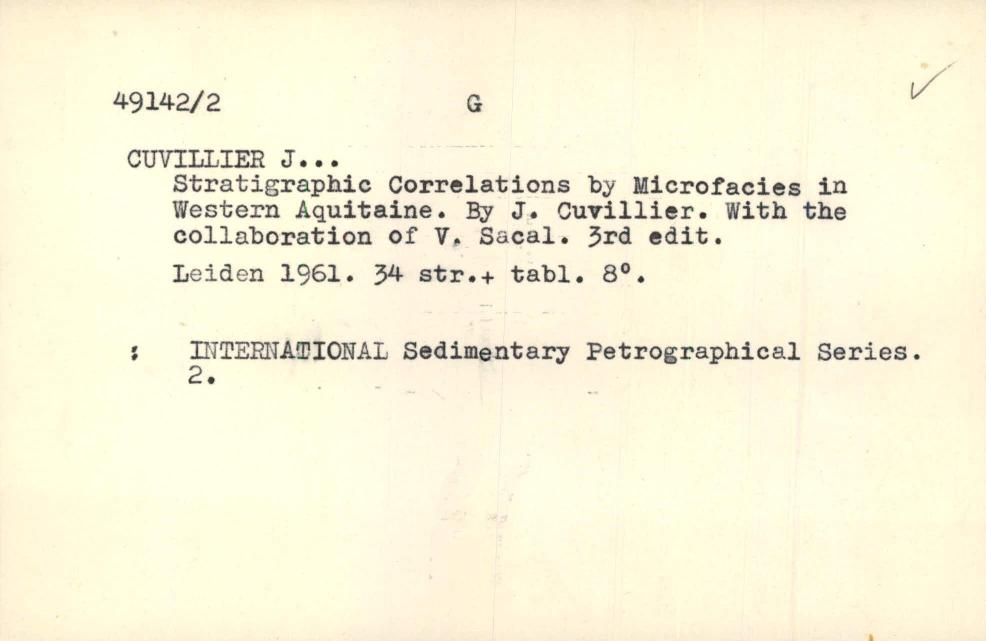 49142/2 G
CUVILLIER J...
Stratigraphic Correlations by Microfacies in
Western Aquitaine. By J. Cuvillier. With the
collaboration of V. Sacal. 3rd edit.
Leiden 1961. 34 str.+ tabl. 8°.
: INTERNATIONAL Sedimentary Petrographical Series.
2.